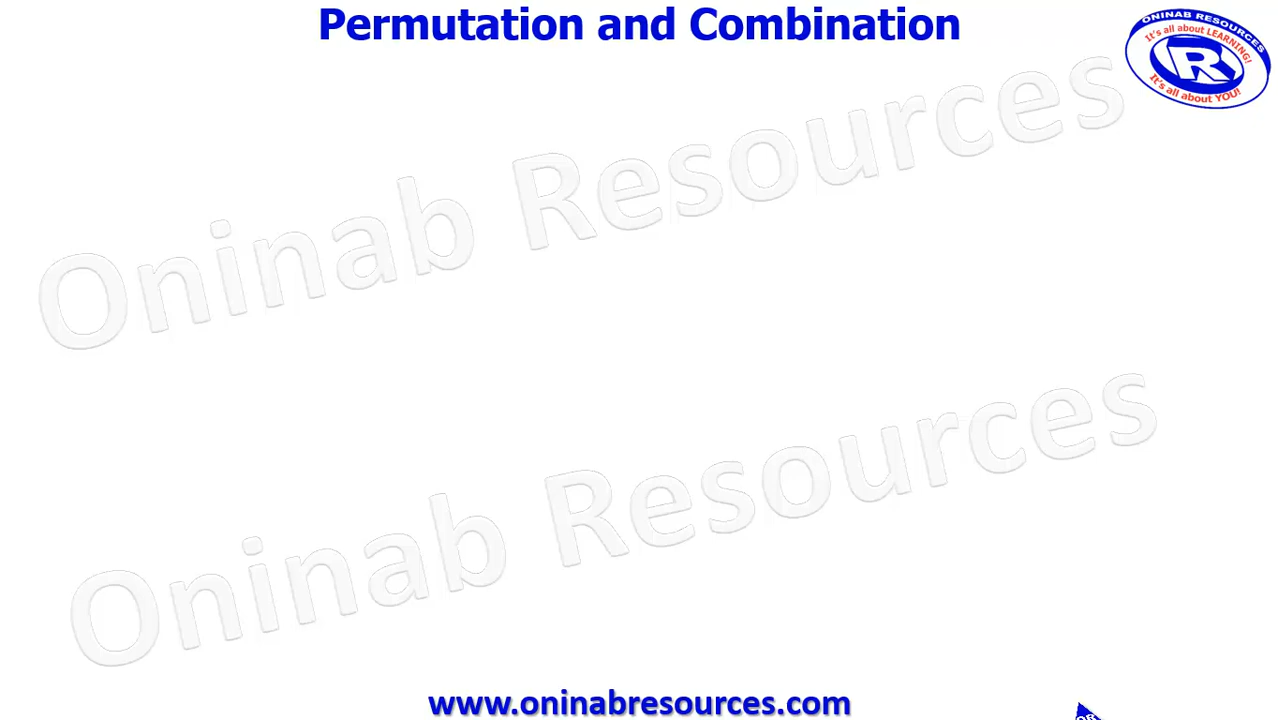 Permutation and Combination
ONINAB RESOURCES
It's all about LEARNING!
R
It's all about YOU!
Oninab Resources
Oninab Resources
www.oninabresources.com